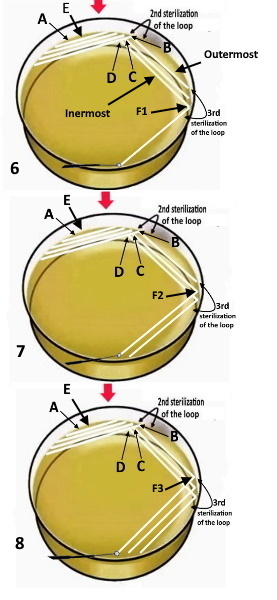 E
2nd sterilization
of the loop
A
B
Outermost
D C
Inermost
F1
3rd
sterilization
of the loop
6
E
2nd sterilization
of the loop
A
B
D C
F2
3rd
sterilization
of the loop
7
E
2nd sterilization
of the loop
A
B
D C
F3
3rd
sterilization
of the loop
8